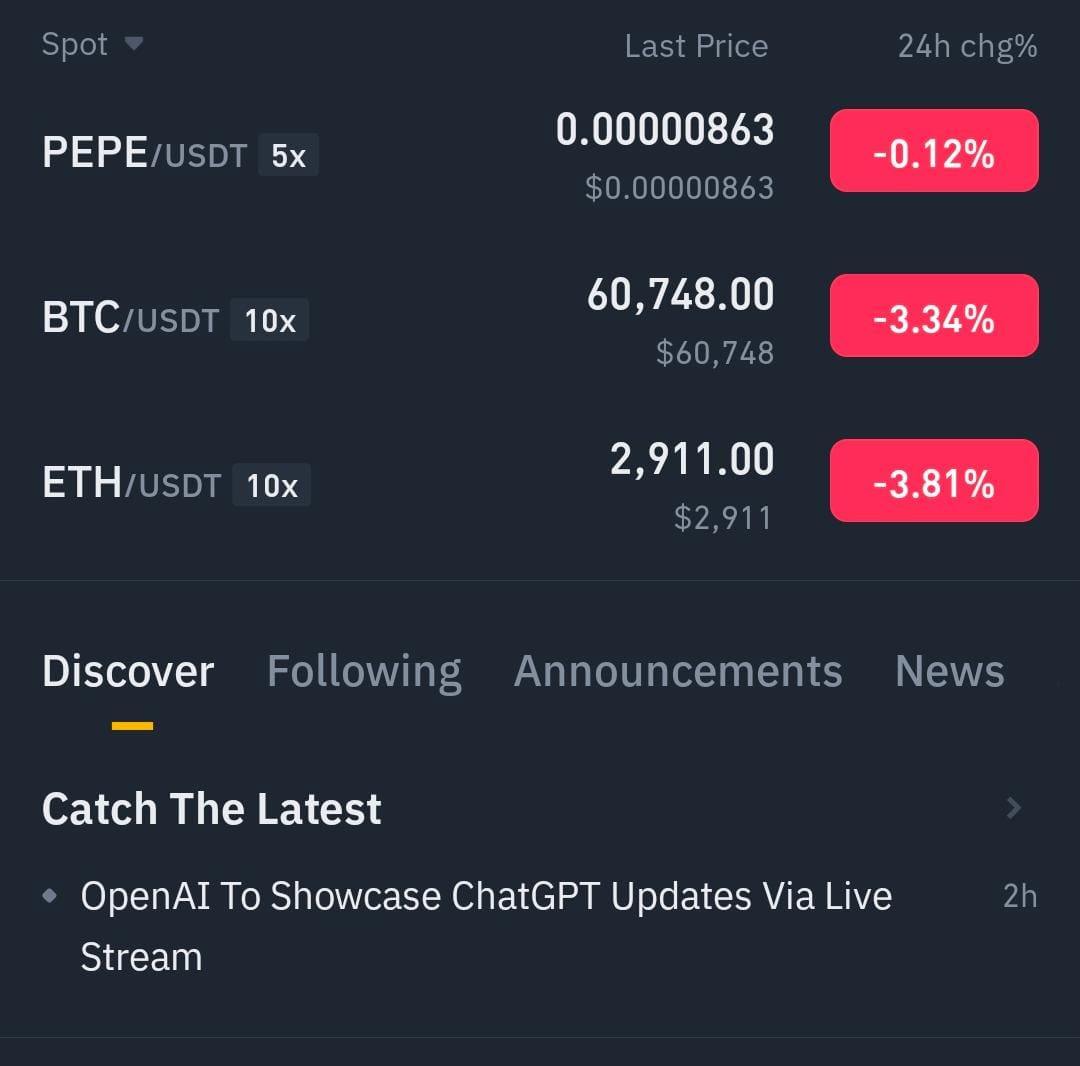 Spot Last Price 24h chg%
PEPE/USDT 5x 0.00000863 -0.12%
$0.00000863
BTC/USDT 10x 60,748.00 -3.34%
$60,748
ETH/USDT 10x 2,911.00 -3.81%
$2,911
Discover Following Announcements News
Catch The Latest
OpenAI To Showcase ChatGPT Updates Via Live 2h
Stream